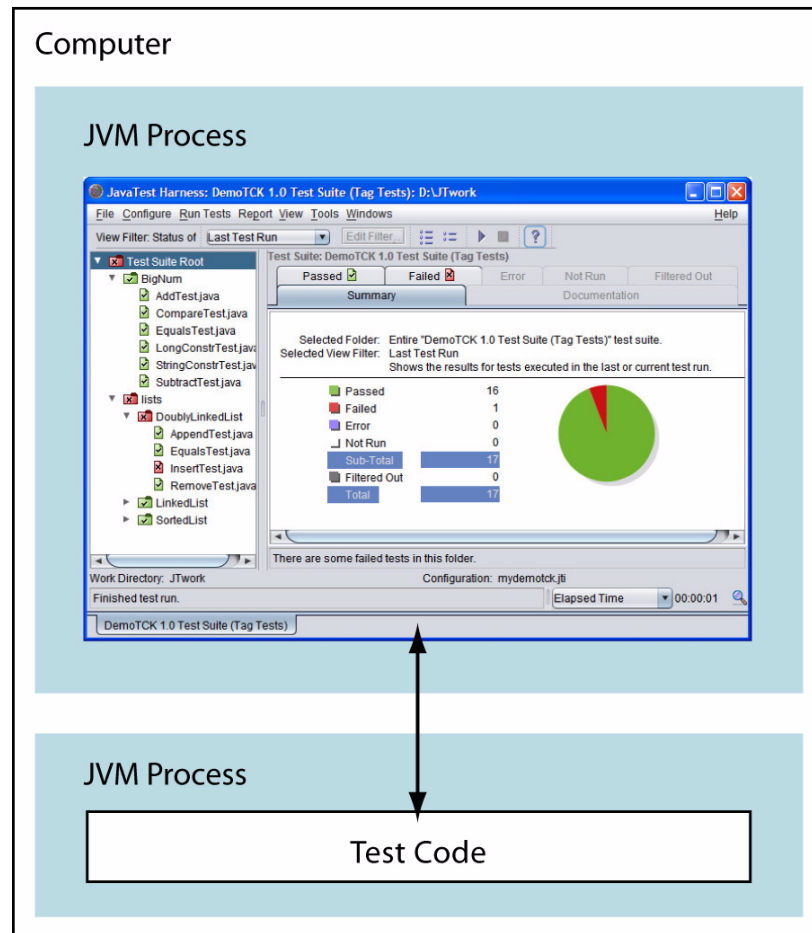 Computer
JVM Process
JavaTest Harness: DemoTCK 1.0 Test Suite (Tag Tests): D:\JTwork
File Configure Run Tests Report View Tools Windows Help
View Filter: Status of Last Test Run Edit Filter... ?
Test Suite Root
BigNum
AddTest.java
CompareTest.java
EqualsTest.java
LongConstrTest.java
StringConstrTest.jav
SubtractTest.java
lists
DoublyLinkedList
AppendTest.java
EqualsTest.java
InsertTest.java
RemoveTest.java
LinkedList
SortedList
Test Suite: DemoTCK 1.0 Test Suite (Tag Tests)
Passed Failed Error Not Run Filtered Out
Summary Documentation
Selected Folder: Entire "DemoTCK 1.0 Test Suite (Tag Tests)" test suite.
Selected View Filter: Last Test Run
Shows the results for tests executed in the last or current test run.
Passed 16
Failed 1
Error 0
Not Run 0
Sub-Total 17
Filtered Out 0
Total 17
There are some failed tests in this folder.
Work Directory: JTwork Configuration: mydemotck.jti
Finished test run. Elapsed Time 00:00:01
DemoTCK 1.0 Test Suite (Tag Tests)
JVM Process
Test Code